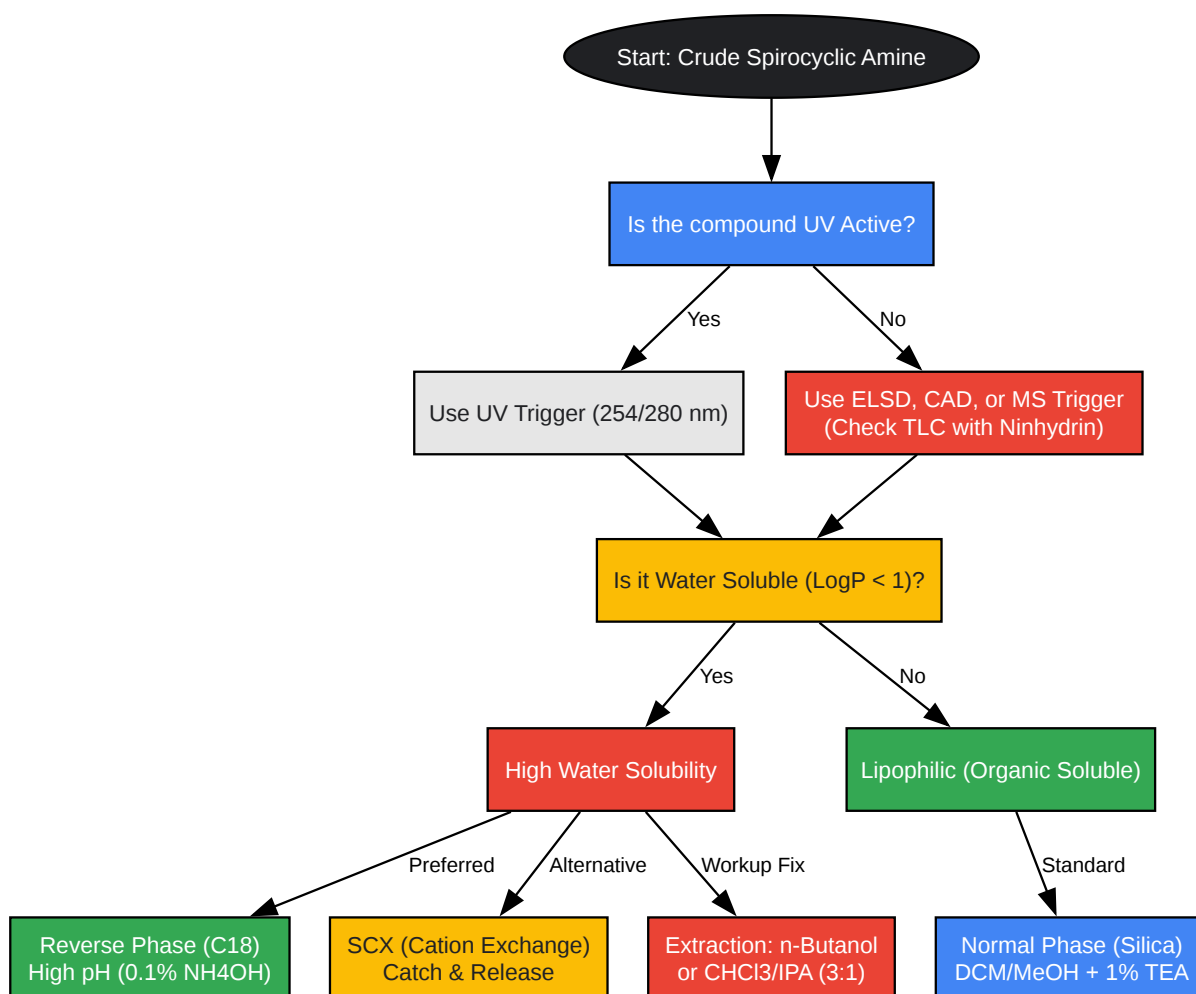 Start: Crude Spirocyclic Amine
Is the compound UV Active?
Yes
No
Use UV Trigger (254/280 nm)
Use ELSD, CAD, or MS Trigger
(Check TLC with Ninhydrin)
Is it Water Soluble (LogP < 1)?
Yes
No
High Water Solubility
Lipophilic (Organic Soluble)
Preferred
Alternative
Workup Fix
Standard
Reverse Phase (C18)
High pH (0.1% NH4OH)
SCX (Cation Exchange)
Catch & Release
Extraction: n-Butanol
or CHCl3/IPA (3:1)
Normal Phase (Silica)
DCM/MeOH + 1% TEA